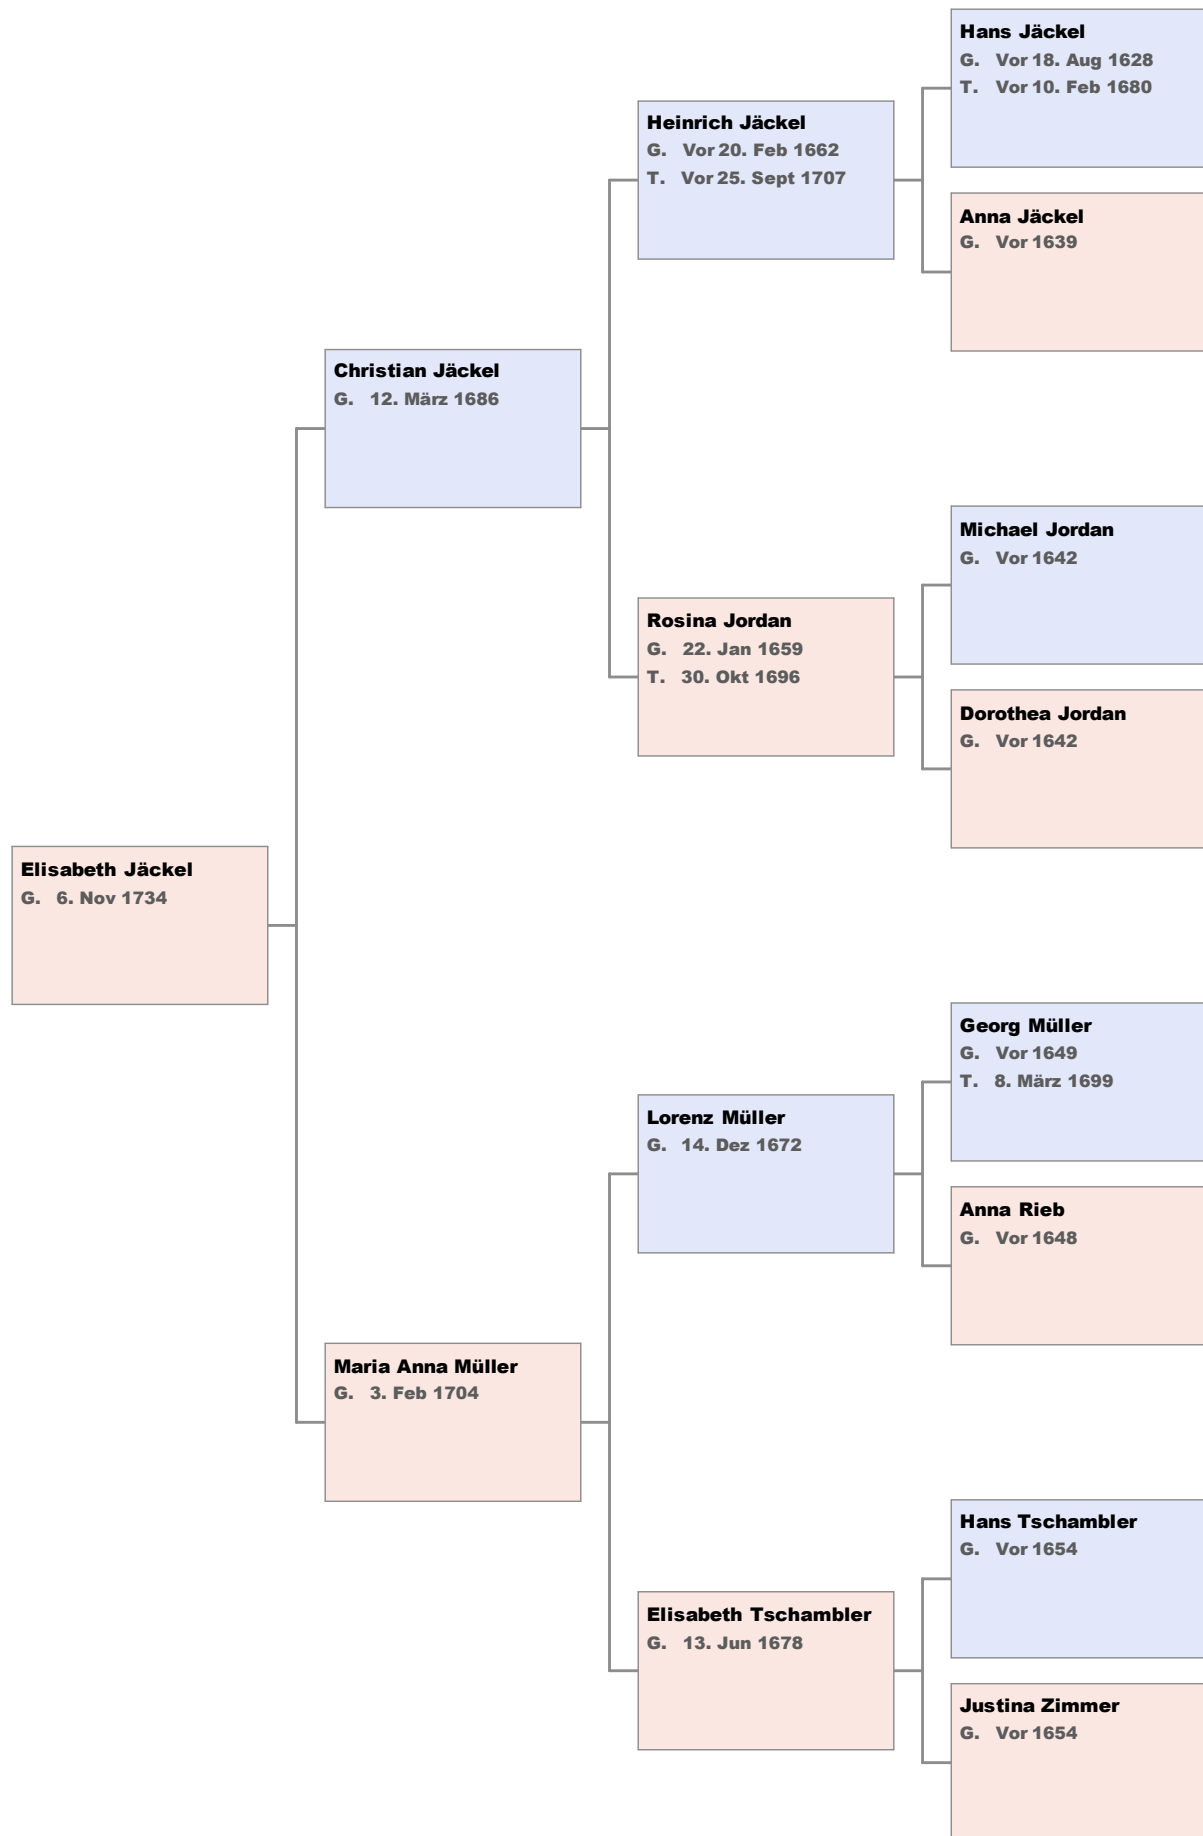 Hans Jäckel
G. Vor 18. Aug 1628
T. Vor 10. Feb 1680
Heinrich Jäckel
G. Vor 20. Feb 1662
T. Vor 25. Sept 1707
Anna Jäckel
G. Vor 1639
Christian Jäckel
G. 12. März 1686
Michael Jordan
G. Vor 1642
Rosina Jordan
G. 22. Jan 1659
T. 30. Okt 1696
Dorothea Jordan
G. Vor 1642
Elisabeth Jäckel
G. 6. Nov 1734
Georg Müller
G. Vor 1649
T. 8. März 1699
Lorenz Müller
G. 14. Dez 1672
Anna Rieb
G. Vor 1648
Maria Anna Müller
G. 3. Feb 1704
Hans Tschambler
G. Vor 1654
Elisabeth Tschambler
G. 13. Jun 1678
Justina Zimmer
G. Vor 1654